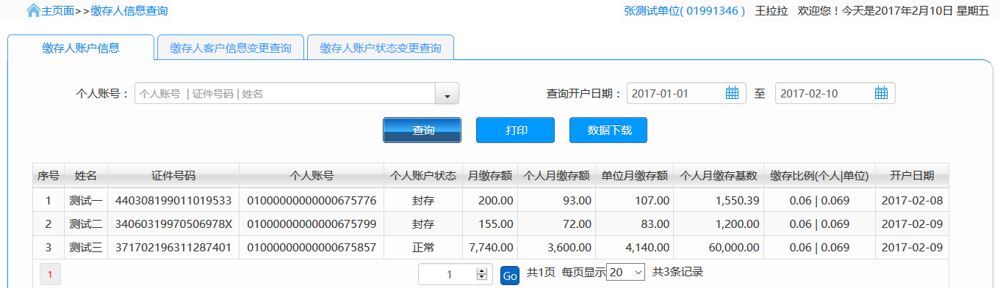 主页面>>缴存人信息查询 张测试单位( 01991346 ) 王拉拉 欢迎您！今天是2017年2月10日 星期五
缴存人账户信息 缴存人客户信息变更查询 缴存人账户状态变更查询
个人账号： 个人账号 | 证件号码 | 姓名 查询开户日期： 2017-01-01 至 2017-02-10
查询 打印 数据下载
序号 姓名 证件号码 个人账号 个人账户状态 月缴存额 个人月缴存额 单位月缴存额 个人月缴存基数 缴存比例(个人|单位) 开户日期
1 测试一 440308199011019533 01000000000000675776 封存 200.00 93.00 107.00 1,550.39 0.06 | 0.069 2017-02-08
2 测试二 34060319970506978X 01000000000000675799 封存 155.00 72.00 83.00 1,200.00 0.06 | 0.069 2017-02-09
3 测试三 371702196311287401 01000000000000675857 正常 7,740.00 3,600.00 4,140.00 60,000.00 0.06 | 0.069 2017-02-09
1 1 Go 共1页 每页显示 20 共3条记录